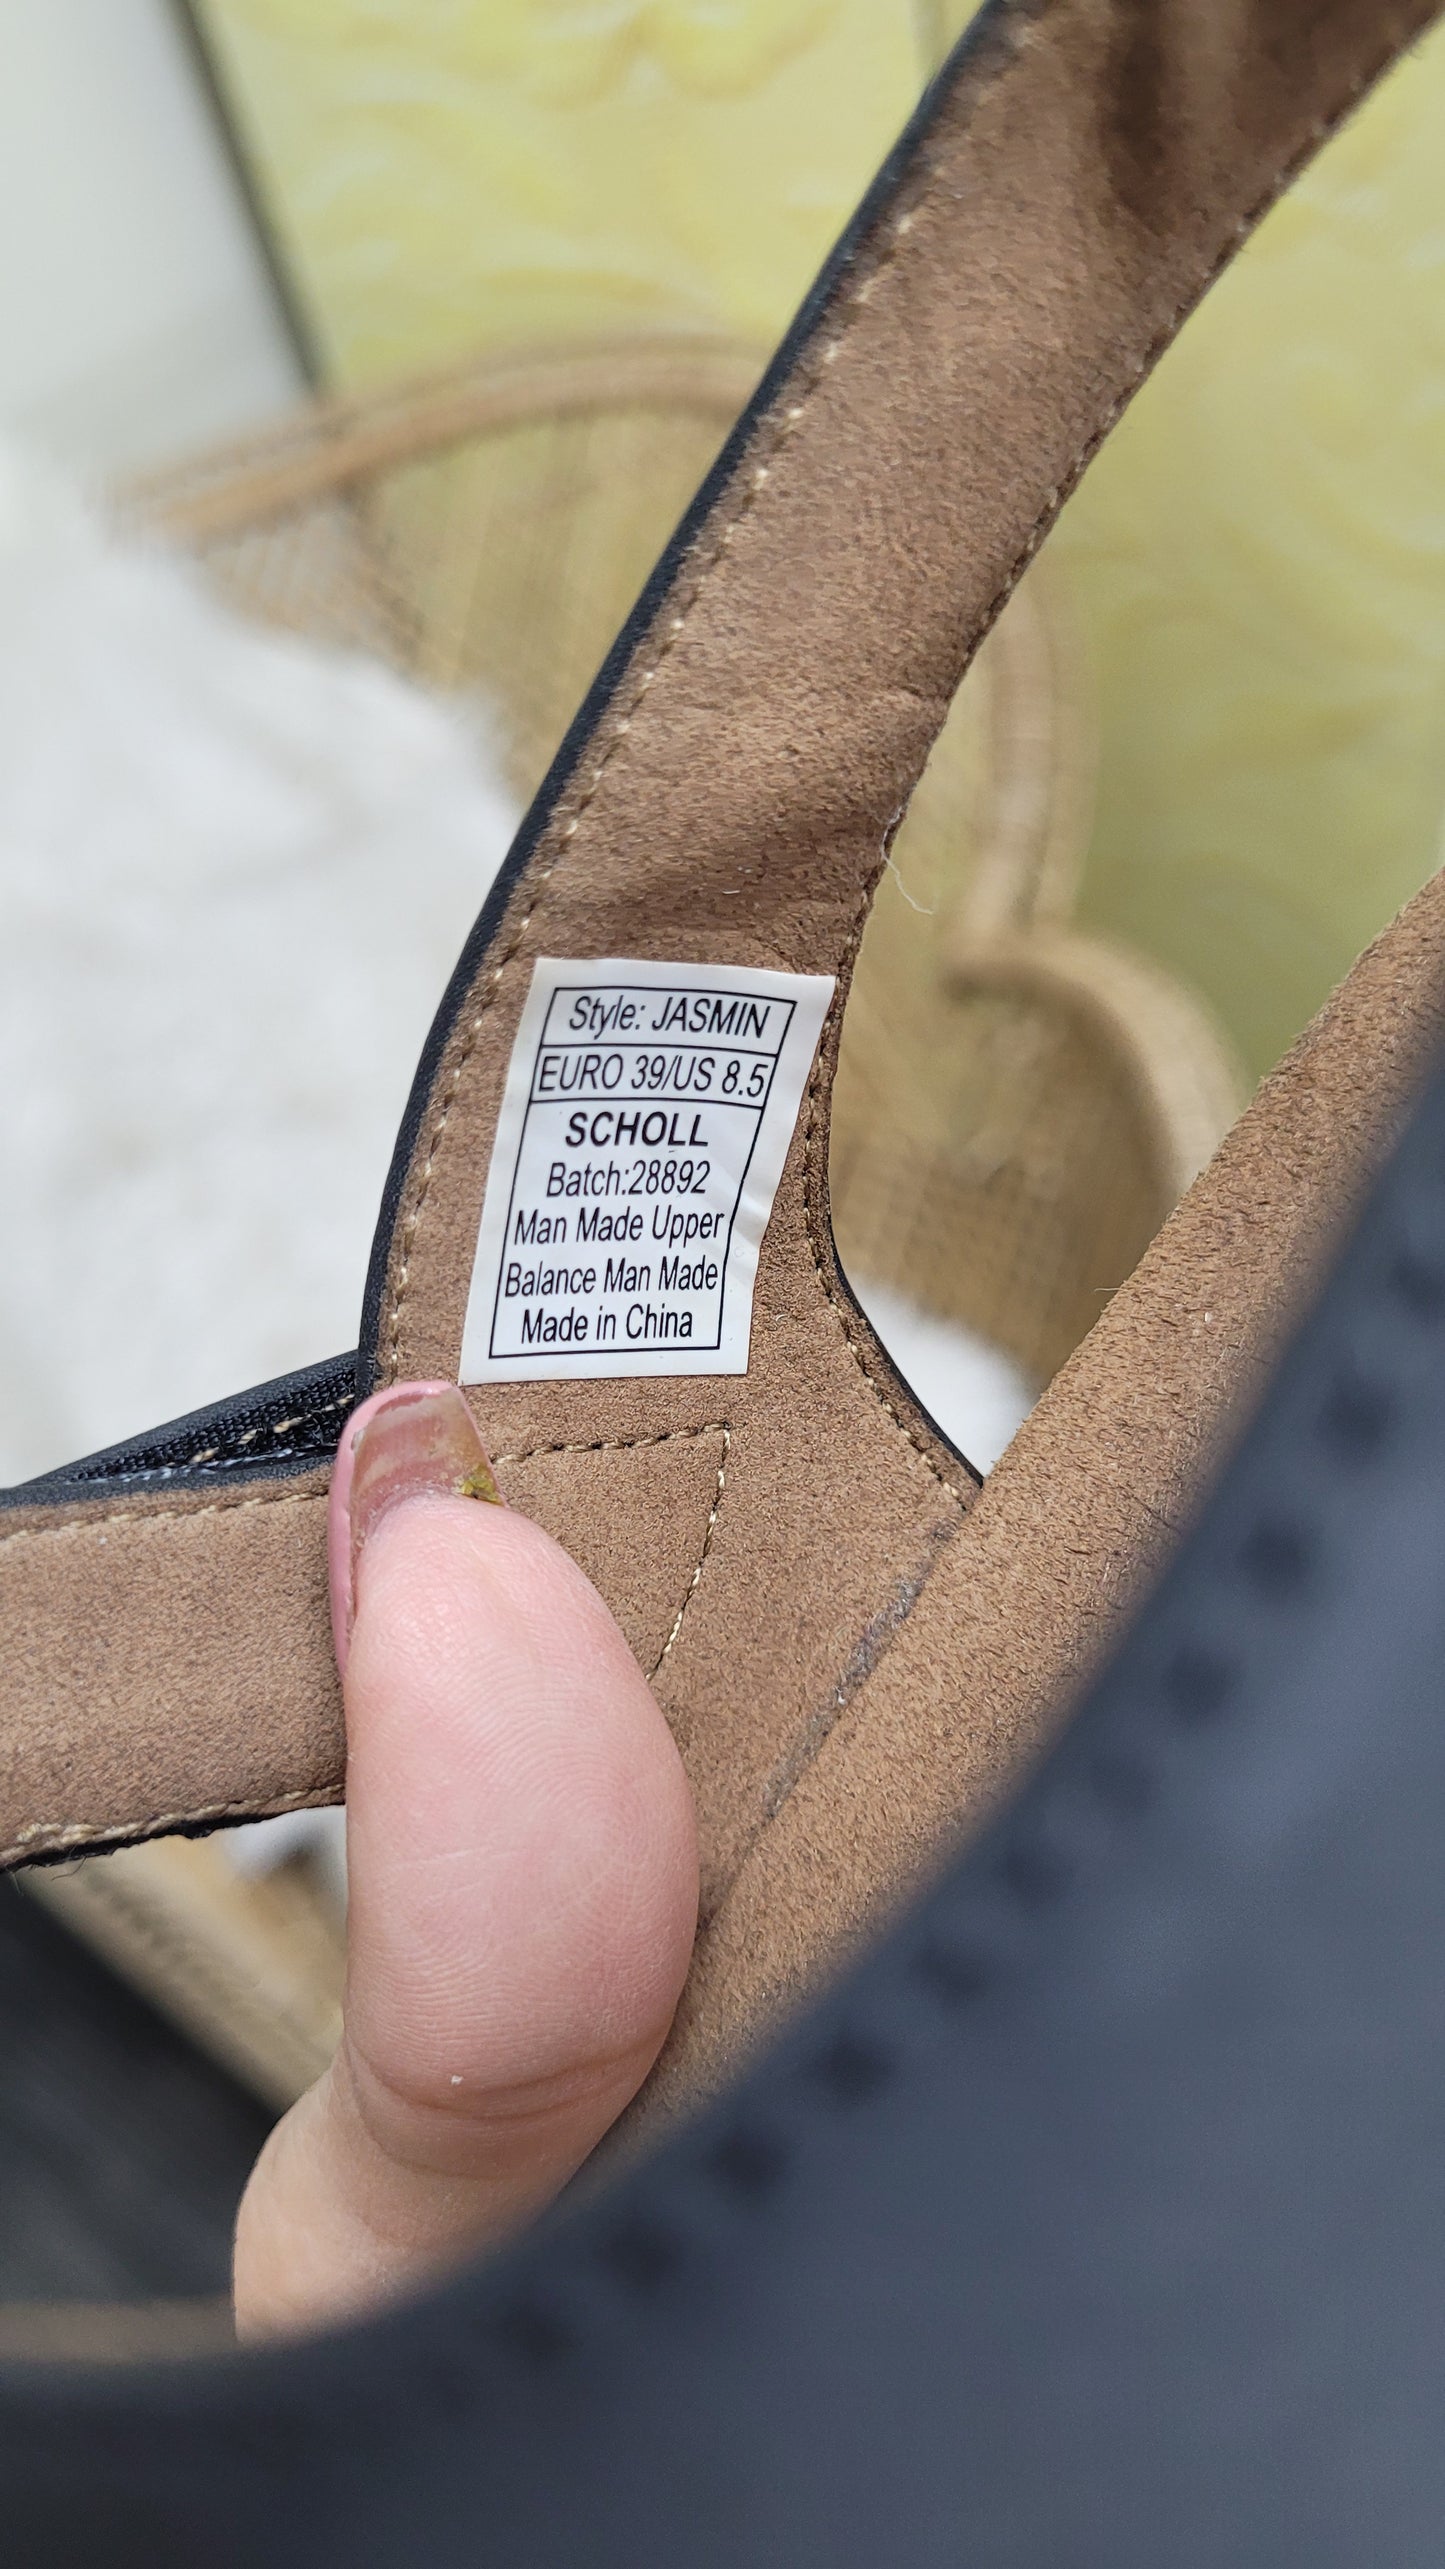 Style: JASMIN
EURO 39/US 8.5
SCHOLL
Batch:28892
Man Made Upper
Balance Man Made
Made in China